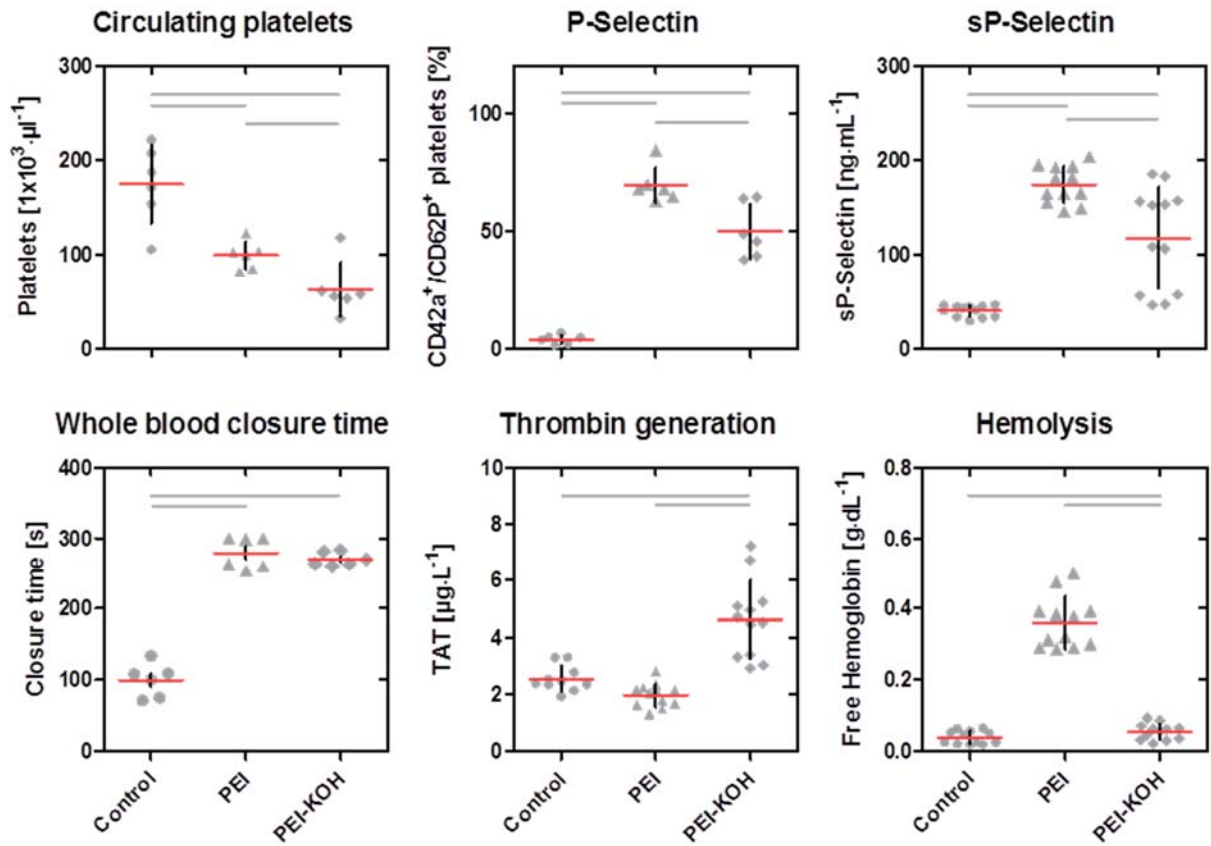 Circulating platelets
Platelets [1x10³·µl⁻¹]
300
200
100
0
P-Selectin
CD42a⁺/CD62P⁺ platelets [%]
100
50
0
sP-Selectin
sP-Selectin [ng·mL⁻¹]
300
200
100
0
Whole blood closure time
Closure time [s]
400
300
200
100
0
Control
PEI
PEI-KOH
Thrombin generation
TAT [µg·L⁻¹]
10
8
6
4
2
0
Control
PEI
PEI-KOH
Hemolysis
Free Hemoglobin [g·dL⁻¹]
0.8
0.6
0.4
0.2
0.0
Control
PEI
PEI-KOH